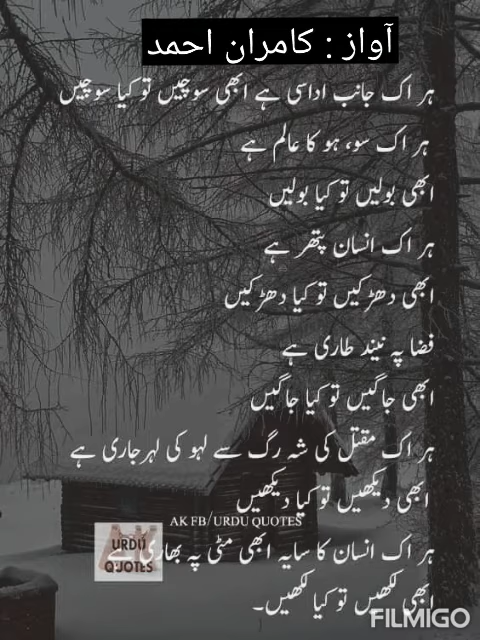 آواز : کامران احمد
ہر اک جانب اداسی ہے ابھی سوچیں تو کیا سوچیں
ہر اک سو، ہو کا عالم ہے
ابھی بولیں تو کیا بولیں
ہر اک انسان پتھر ہے
ابھی دھڑکیں تو کیا دھڑکیں
فضا پہ نیند طاری ہے
ابھی جاگیں تو کیا جاگیں
ہر اک مقتل کی شہ رگ سے لہو کی لہر جاری ہے
ابھی دیکھیں تو کیا دیکھیں
AK FB/URDU QUOTES
ہر اک انسان کا سایہ ابھی مٹی پہ بھاری ہے
URDU
QUOTES
ابھی لکھیں تو کیا لکھیں۔
FILMIGO